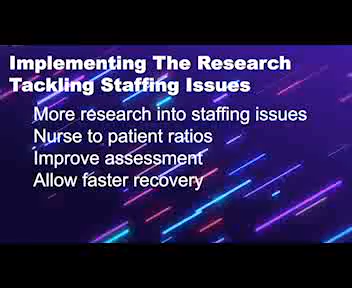 Implementing The Research
Tackling Staffing Issues
More research into staffing issues
Nurse to patient ratios
Improve assessment
Allow faster recovery